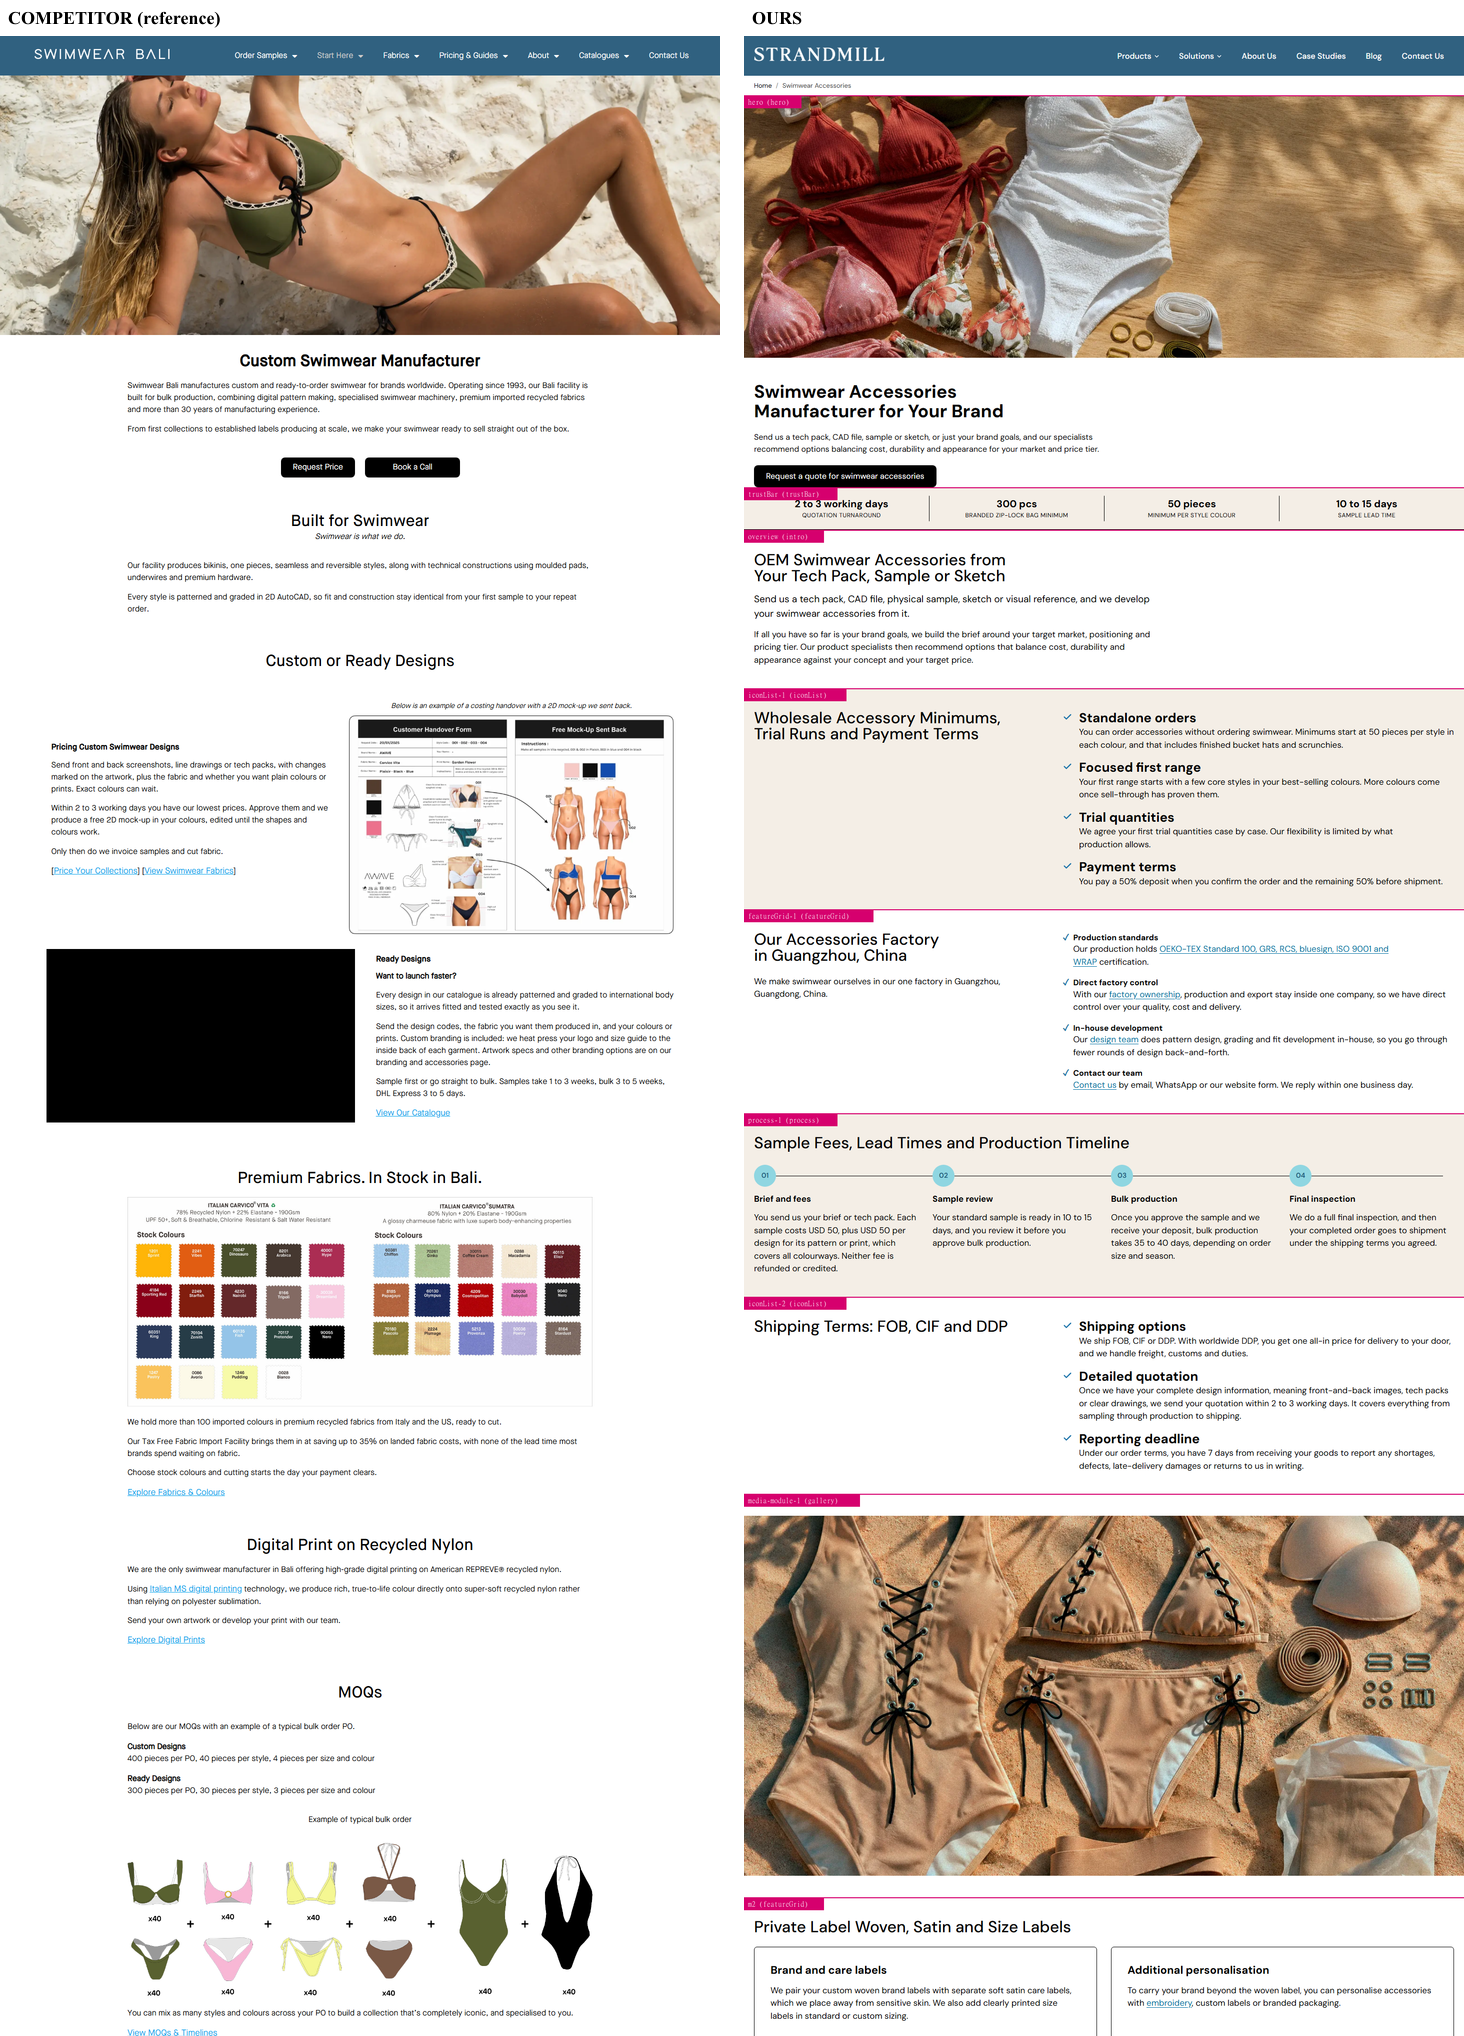 COMPETITOR (reference)
SWIMWEAR BALI
Order Samples
Start Here
Fabrics
Pricing & Guides
About
Catalogues
Contact Us
Custom Swimwear Manufacturer
Swimwear Bali manufactures custom and ready-to-order swimwear for brands worldwide. Operating since 1993, our Bali facility is
built for bulk production, combining digital pattern making, specialised swimwear machinery, premium imported recycled fabrics
and more than 30 years of manufacturing experience.
From first collections to established labels producing at scale, we make your swimwear ready to sell straight out of the box.
Request Price
Book a Call
Built for Swimwear
Swimwear is what we do.
Our facility produces bikinis, one pieces, seamless and reversible styles, along with technical constructions using moulded pads,
underwires and premium hardware.
Every style is patterned and graded in 2D AutoCAD, so fit and construction stay identical from your first sample to your repeat
order.
Custom or Ready Designs
Below is an example of a costing handover with a 2D mock-up we sent back.
Pricing Custom Swimwear Designs
Send front and back screenshots, line drawings or tech packs, with changes
marked on the artwork, plus the fabric and whether you want plain colours or
prints. Exact colours can wait.
Within 2 to 3 working days you have our lowest prices. Approve them and we
produce a free 2D mock-up in your colours, edited until the shapes and
colours work.
Only then do we invoice samples and cut fabric.
[Price Your Collections] [View Swimwear Fabrics]
Customer Handover Form
Free Mock-Up Sent Back
Instructions -
AWAVE
Ready Designs
Want to launch faster?
Every design in our catalogue is already patterned and graded to international body
sizes, so it arrives fitted and tested exactly as you see it.
Send the design codes, the fabric you want them produced in, and your colours or
prints. Custom branding is included: we heat press your logo and size guide to the
inside back of each garment. Artwork specs and other branding options are on our
branding and accessories page.
Sample first or go straight to bulk. Samples take 1 to 3 weeks, bulk 3 to 5 weeks,
DHL Express 3 to 5 days.
View Our Catalogue
Premium Fabrics. In Stock in Bali.
ITALIAN CARVICO® VITA
78% Recycled Nylon • 22% Elastane - 190Gsm
UPF 50+, Soft & Breathable, Chlorine Resistant & Salt Water Resistant
Stock Colours
ITALIAN CARVICO® SUMATRA
80% Nylon • 20% Elastane - 190Gsm
A glossy charmeuse fabric with luxe superb body-enhancing properties
Stock Colours
We hold more than 100 imported colours in premium recycled fabrics from Italy and the US, ready to cut.
Our Tax Free Fabric Import Facility brings them in at saving up to 35% on landed fabric costs, with none of the lead time most
brands spend waiting on fabric.
Choose stock colours and cutting starts the day your payment clears.
Explore Fabrics & Colours
Digital Print on Recycled Nylon
We are the only swimwear manufacturer in Bali offering high-grade digital printing on American REPREVE® recycled nylon.
Using Italian MS digital printing technology, we produce rich, true-to-life colour directly onto super-soft recycled nylon rather
than relying on polyester sublimation.
Send your own artwork or develop your print with our team.
Explore Digital Prints
MOQs
Below are our MOQs with an example of a typical bulk order PO.
Custom Designs
400 pieces per PO, 40 pieces per style, 4 pieces per size and colour
Ready Designs
300 pieces per PO, 30 pieces per style, 3 pieces per size and colour
Example of typical bulk order
x40 x40 x40 x40
+ + + + +
x40 x40 x40 x40 x40 x40
You can mix as many styles and colours across your PO to build a collection that's completely iconic, and specialised to you.
View MOQs & Timelines
OURS
STRANDMILL
Products
Solutions
About Us
Case Studies
Blog
Contact Us
Home / Swimwear Accessories
hero (hero)
Swimwear Accessories
Manufacturer for Your Brand
Send us a tech pack, CAD file, sample or sketch, or just your brand goals, and our specialists
recommend options balancing cost, durability and appearance for your market and price tier.
Request a quote for swimwear accessories
trustBar (trustBar)
2 to 3 working days
QUOTATION TURNAROUND
300 pcs
BRANDED ZIP-LOCK BAG MINIMUM
50 pieces
MINIMUM PER STYLE COLOUR
10 to 15 days
SAMPLE LEAD TIME
overview (intro)
OEM Swimwear Accessories from
Your Tech Pack, Sample or Sketch
Send us a tech pack, CAD file, physical sample, sketch or visual reference, and we develop
your swimwear accessories from it.
If all you have so far is your brand goals, we build the brief around your target market, positioning and
pricing tier. Our product specialists then recommend options that balance cost, durability and
appearance against your concept and your target price.
iconList-1 (iconList)
Wholesale Accessory Minimums,
Trial Runs and Payment Terms
Standalone orders
You can order accessories without ordering swimwear. Minimums start at 50 pieces per style in
each colour, and that includes finished bucket hats and scrunchies.
Focused first range
Your first range starts with a few core styles in your best-selling colours. More colours come
once sell-through has proven them.
Trial quantities
We agree your first trial quantities case by case. Our flexibility is limited by what
production allows.
Payment terms
You pay a 50% deposit when you confirm the order and the remaining 50% before shipment.
featureGrid-1 (featureGrid)
Our Accessories Factory
in Guangzhou, China
We make swimwear ourselves in our one factory in Guangzhou,
Guangdong, China.
Production standards
Our production holds OEKO-TEX Standard 100, GRS, RCS, bluesign, ISO 9001 and
WRAP certification.
Direct factory control
With our factory ownership, production and export stay inside one company, so we have direct
control over your quality, cost and delivery.
In-house development
Our design team does pattern design, grading and fit development in-house, so you go through
fewer rounds of design back-and-forth.
Contact our team
Contact us by email, WhatsApp or our website form. We reply within one business day.
process-1 (process)
Sample Fees, Lead Times and Production Timeline
01
Brief and fees
You send us your brief or tech pack. Each
sample costs USD 50, plus USD 50 per
design for its pattern or print, which
covers all colourways. Neither fee is
refunded or credited.
02
Sample review
Your standard sample is ready in 10 to 15
days, and you review it before you
approve bulk production.
03
Bulk production
Once you approve the sample and we
receive your deposit, bulk production
takes 35 to 40 days, depending on order
size and season.
04
Final inspection
We do a full final inspection, and then
your completed order goes to shipment
under the shipping terms you agreed.
iconList-2 (iconList)
Shipping Terms: FOB, CIF and DDP
Shipping options
We ship FOB, CIF or DDP. With worldwide DDP, you get one all-in price for delivery to your door,
and we handle freight, customs and duties.
Detailed quotation
Once we have your complete design information, meaning front-and-back images, tech packs
or clear drawings, we send your quotation within 2 to 3 working days. It covers everything from
sampling through production to shipping.
Reporting deadline
Under our order terms, you have 7 days from receiving your goods to report any shortages,
defects, late-delivery damages or returns to us in writing.
media-module-1 (gallery)
m2 (featureGrid)
Private Label Woven, Satin and Size Labels
Brand and care labels
We pair your custom woven brand labels with separate soft satin care labels,
which we place away from sensitive skin. We also add clearly printed size
labels in standard or custom sizing.
Additional personalisation
To carry your brand beyond the woven label, you can personalise accessories
with embroidery, custom labels or branded packaging.